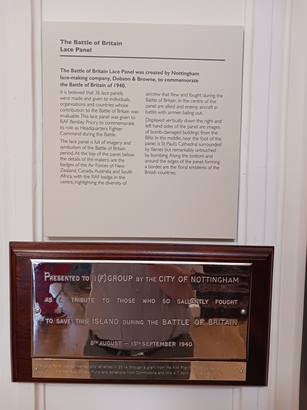 The Battle of Britain
Lace Panel
The Battle of Britain Lace Panel was created by Nottingham
lace-making company, Dobson & Browne, to commemorate
the Battle of Britain of 1940.
It is believed that 36 lace panels
were made and given to individuals,
organisations and countries whose
contribution to the Battle of Britain was
invaluable. This lace panel was given to
RAF Bentley Priory to commemorate
its role as Headquarters Fighter
Command during the Battle.
The lace panel is full of imagery and
symbolism of the Battle of Britain
period. At the top of the panel, below
the details of the makers, are the
badges of the Air Forces of New
Zealand, Canada, Australia and South
Africa, with the RAF badge in the
centre, highlighting the diversity of
aircrew that flew and fought during the
Battle of Britain. In the centre of the
panel are allied and enemy aircraft in
battle with airmen bailing out.
Displayed vertically down the right and
left hand sides of the panel are images
of bomb-damaged buildings from the
Blitz. In the middle, near the foot of the
panel, is St Paul's Cathedral surrounded
by flames but remarkably untouched
by bombing. Along the bottom and
around the edges of the panel, forming
a border, are the floral emblems of the
British countries.
PRESENTED TO 11(F)GROUP BY THE CITY OF NOTTINGHAM
AS A TRIBUTE TO THOSE WHO SO GALLANTLY FOUGHT
TO SAVE THIS ISLAND DURING THE BATTLE OF BRITAIN
8TH AUGUST - 15TH SEPTEMBER 1940